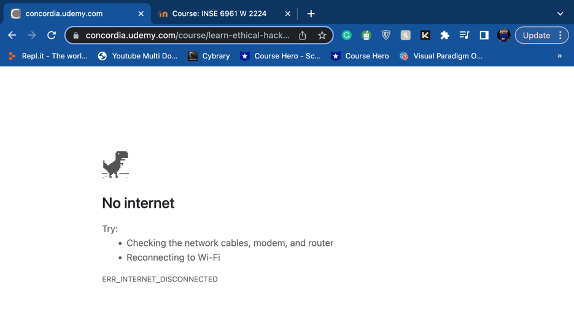 concordia.udemy.com
Course: INSE 6961 W 2224
concordia.udemy.com/course/learn-ethical-hack...
Update
Repl.it - The worl...
Youtube Multi Do...
Cybrary
Course Hero - Sc...
Course Hero
Visual Paradigm O...
»
No internet
Try:
• Checking the network cables, modem, and router
• Reconnecting to Wi-Fi
ERR_INTERNET_DISCONNECTED